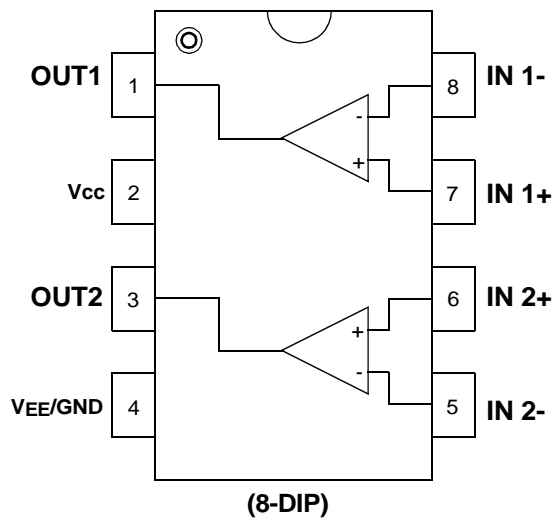 OUT1 1 - 8 IN 1-
Vcc 2 + 7 IN 1+
OUT2 3 + 6 IN 2+
VEE/GND 4 - 5 IN 2-
(8-DIP)